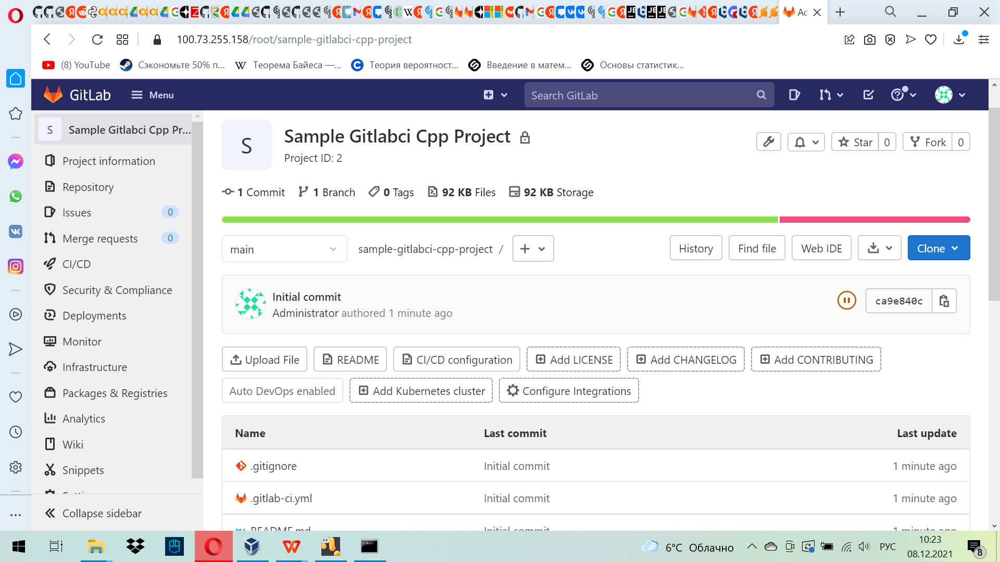 Ac
100.73.255.158/root/sample-gitlabci-cpp-project
(8) YouTube
Сэкономьте 50% п...
W Теорема Байеса —...
Теория вероятност...
Введение в матем...
Основы статистик...
GitLab
Menu
Search GitLab
S Sample Gitlabci Cpp Pr...
Project information
Repository
Issues 0
Merge requests 0
CI/CD
Security & Compliance
Deployments
Monitor
Infrastructure
Packages & Registries
Analytics
Wiki
Snippets
Collapse sidebar
S
Sample Gitlabci Cpp Project
Project ID: 2
Star 0
Fork 0
1 Commit 1 Branch 0 Tags 92 KB Files 92 KB Storage
main
sample-gitlabci-cpp-project /
History
Find file
Web IDE
Clone
Initial commit
Administrator authored 1 minute ago
ca9e840c
Upload File
README
CI/CD configuration
Add LICENSE
Add CHANGELOG
Add CONTRIBUTING
Auto DevOps enabled
Add Kubernetes cluster
Configure Integrations
Name Last commit Last update
.gitignore Initial commit 1 minute ago
.gitlab-ci.yml Initial commit 1 minute ago
README.md Initial commit 1 minute ago
64
6°C Облачно
РУС
10:23
08.12.2021
8